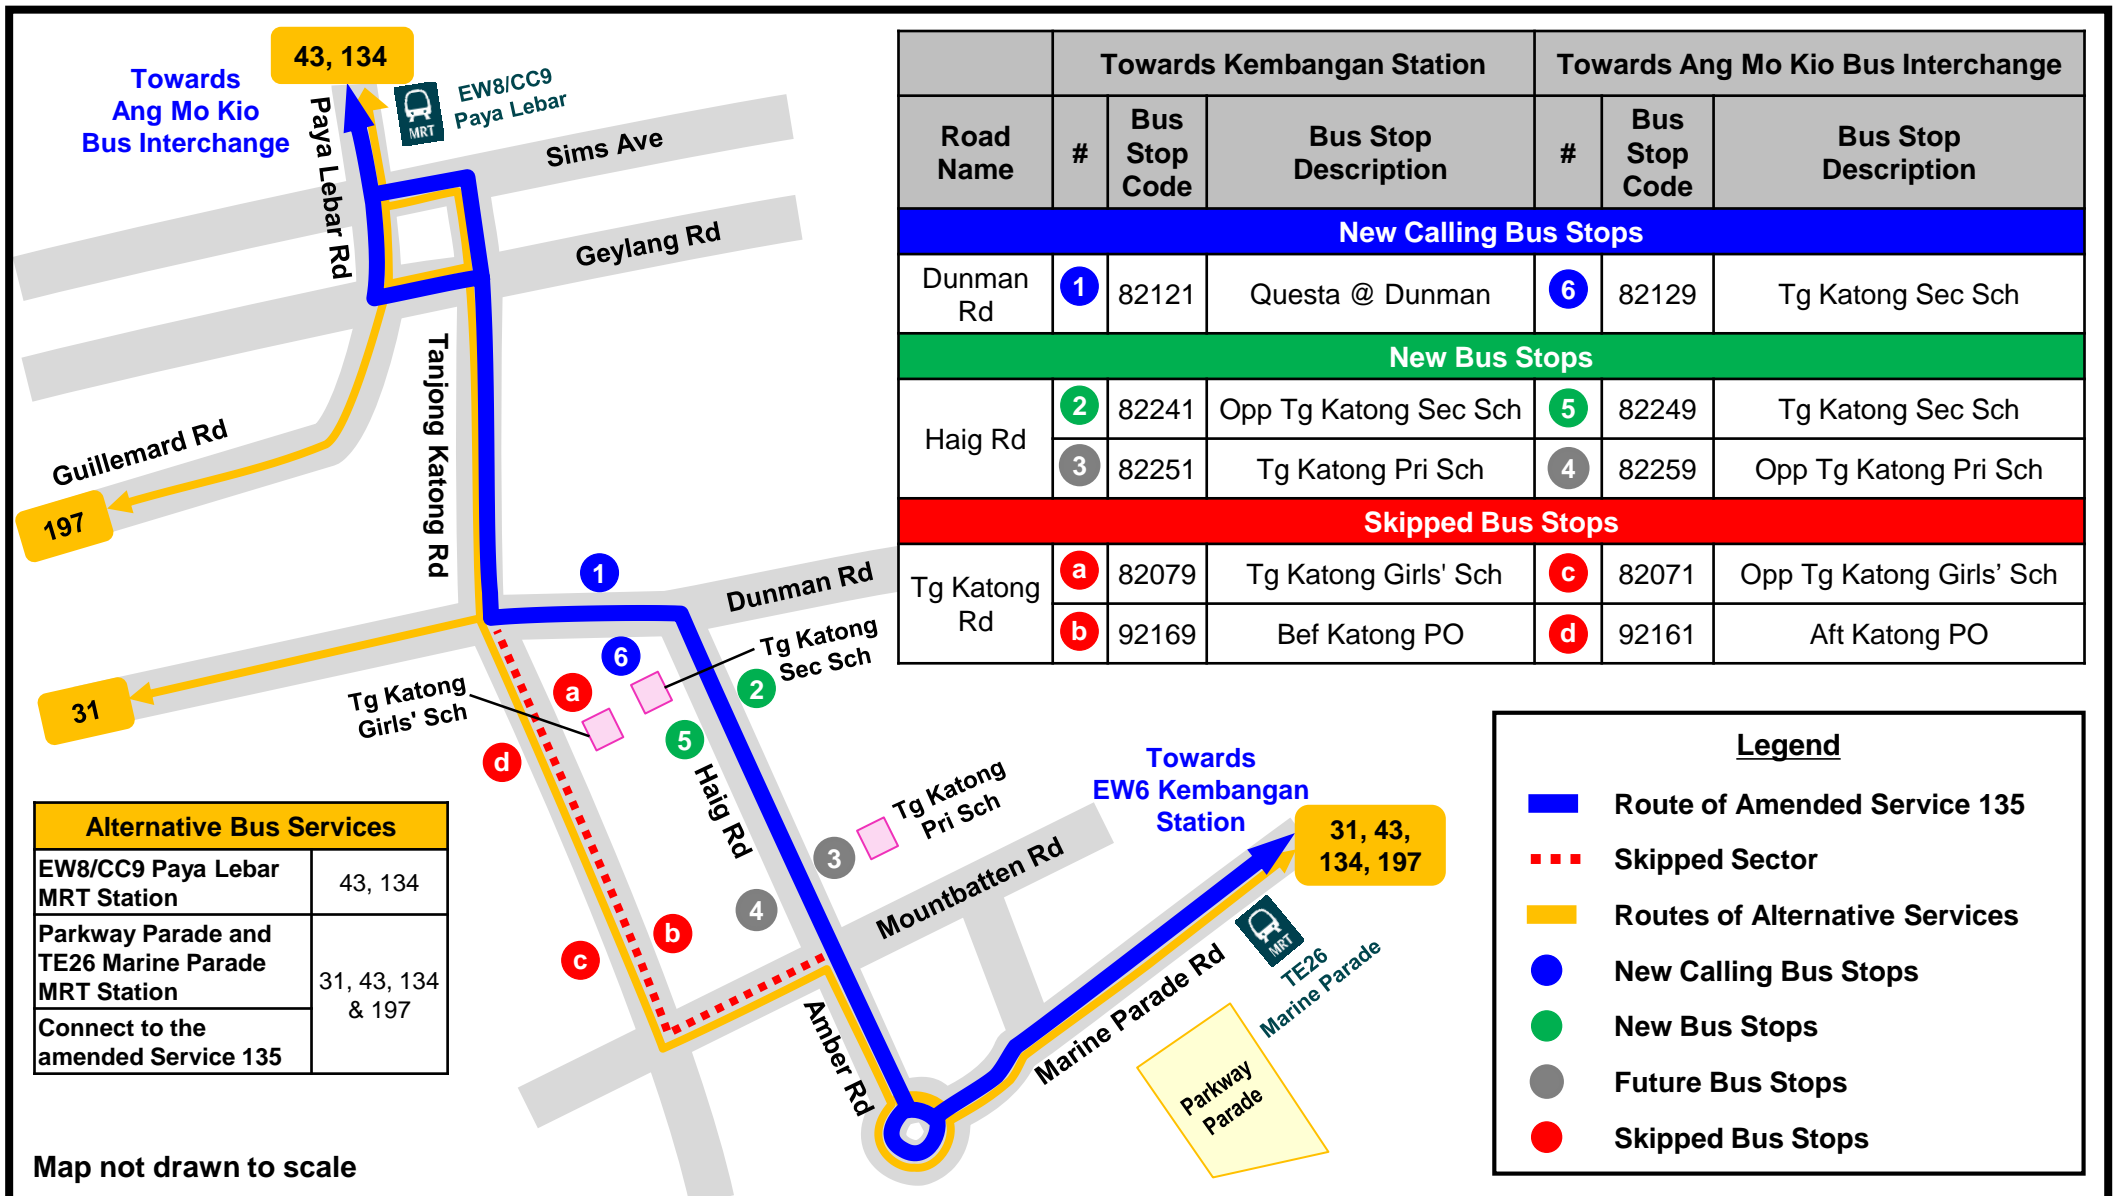 43, 134
Towards
Ang Mo Kio
Bus Interchange
MRT
EW8/CC9
Paya Lebar
Paya Lebar Rd
Sims Ave
Geylang Rd
Tanjong Katong Rd
Guillemard Rd
197
31
Dunman Rd
1
6
Tg Katong
Sec Sch
2
a
Tg Katong
Girls' Sch
5
d
Haig Rd
Tg Katong
Pri Sch
3
4
b
c
Mountbatten Rd
Amber Rd
Towards
EW6 Kembangan
Station
31, 43,
134, 197
MRT
TE26
Marine Parade
Marine Parade Rd
Parkway
Parade
Towards Kembangan Station
Towards Ang Mo Kio Bus Interchange
Road
Name
#
Bus
Stop
Code
Bus Stop
Description
#
Bus
Stop
Code
Bus Stop
Description
New Calling Bus Stops
Dunman
Rd
1
82121
Questa @ Dunman
6
82129
Tg Katong Sec Sch
New Bus Stops
Haig Rd
2
82241
Opp Tg Katong Sec Sch
5
82249
Tg Katong Sec Sch
3
82251
Tg Katong Pri Sch
4
82259
Opp Tg Katong Pri Sch
Skipped Bus Stops
Tg Katong
Rd
a
82079
Tg Katong Girls' Sch
c
82071
Opp Tg Katong Girls’ Sch
b
92169
Bef Katong PO
d
92161
Aft Katong PO
Alternative Bus Services
EW8/CC9 Paya Lebar
MRT Station
43, 134
Parkway Parade and
TE26 Marine Parade
MRT Station
31, 43, 134
& 197
Connect to the
amended Service 135
Legend
Route of Amended Service 135
Skipped Sector
Routes of Alternative Services
New Calling Bus Stops
New Bus Stops
Future Bus Stops
Skipped Bus Stops
Map not drawn to scale